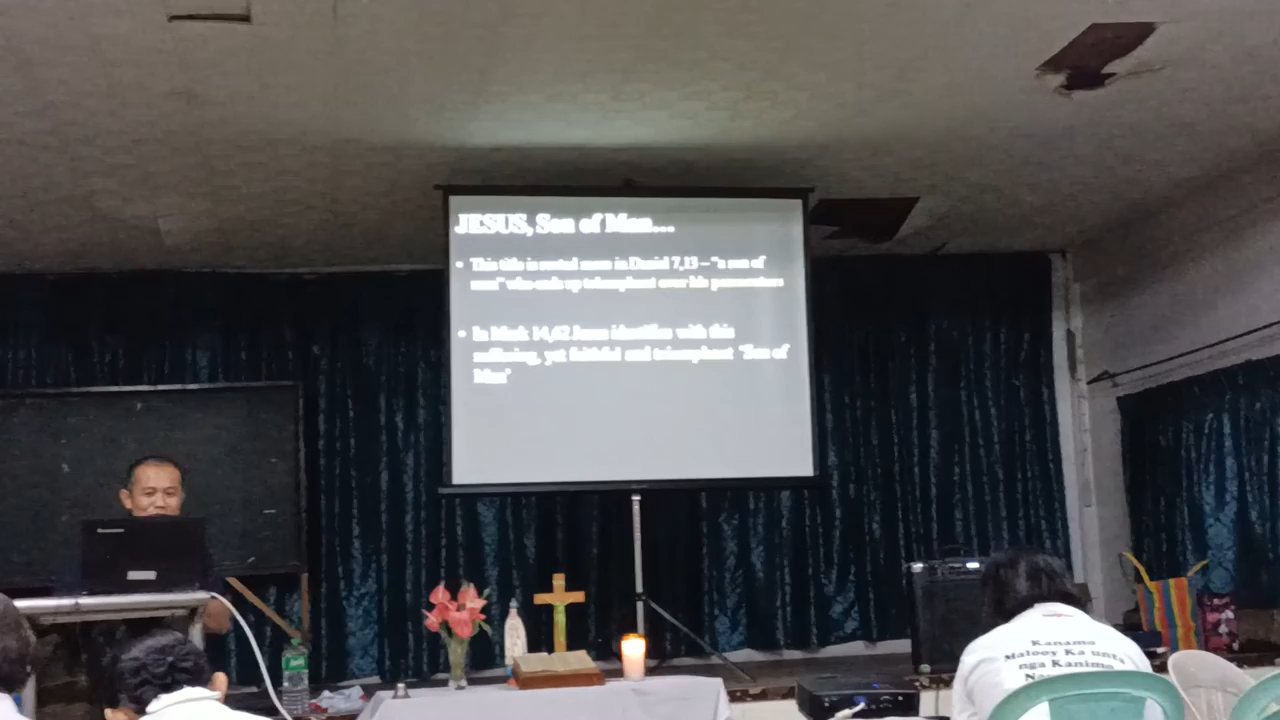 JESUS, Son of Man...
• This title is rooted more in Daniel 7,13 – "a son of
man" who ends up triumphant over his persecutors
• In Mark 14,62 Jesus identifies with this
suffering, yet faithful and triumphant 'Son of
Man'
Kanamo
Malooy Ka unta
nga Kanimo